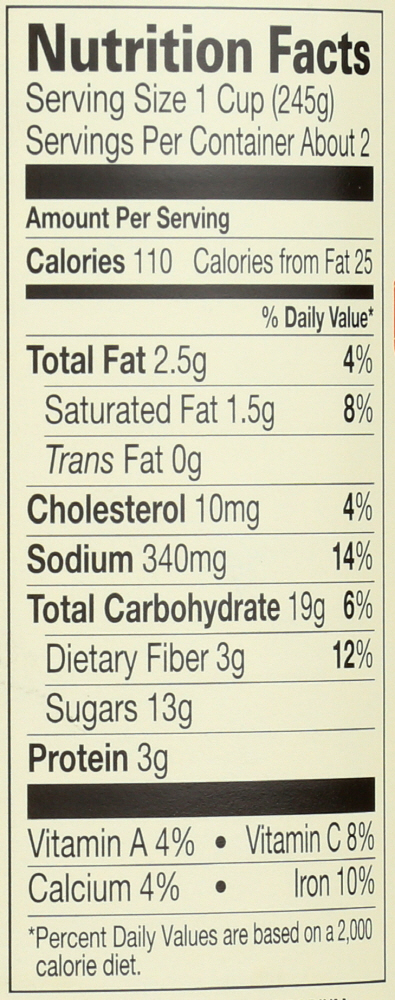 Nutrition Facts
Serving Size 1 Cup (245g)
Servings Per Container About 2
Amount Per Serving
Calories 110 Calories from Fat 25
% Daily Value*
Total Fat 2.5g 4%
Saturated Fat 1.5g 8%
Trans Fat 0g
Cholesterol 10mg 4%
Sodium 340mg 14%
Total Carbohydrate 19g 6%
Dietary Fiber 3g 12%
Sugars 13g
Protein 3g
Vitamin A 4% • Vitamin C 8%
Calcium 4% • Iron 10%
*Percent Daily Values are based on a 2,000
calorie diet.